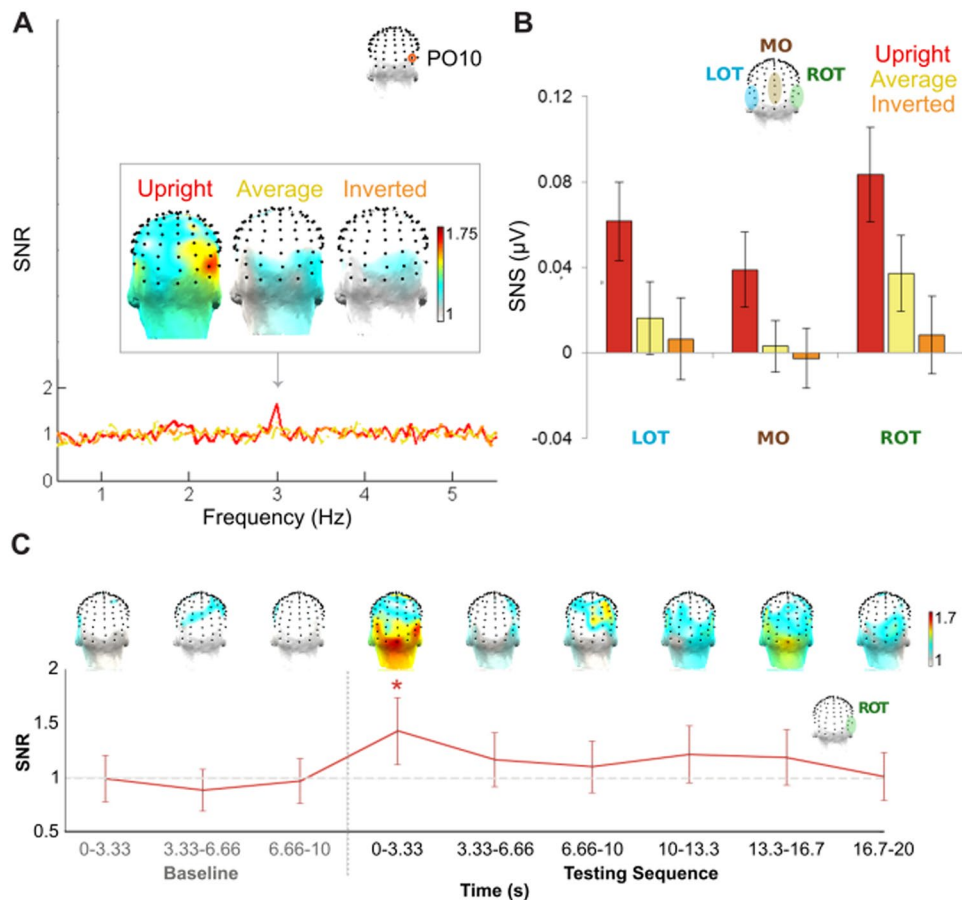 A
PO10
Upright Average Inverted
1.75
1
SNR
2
1
0
1 2 3 4 5
Frequency (Hz)
B
MO
LOT ROT
Upright
Average
Inverted
0.12
0.08
0.04
0
-0.04
SNS (μV)
LOT MO ROT
C
1.7
1
2
1.5
1
0.5
SNR
*
ROT
0-3.33 3.33-6.66 6.66-10 0-3.33 3.33-6.66 6.66-10 10-13.3 13.3-16.7 16.7-20
Baseline Testing Sequence
Time (s)